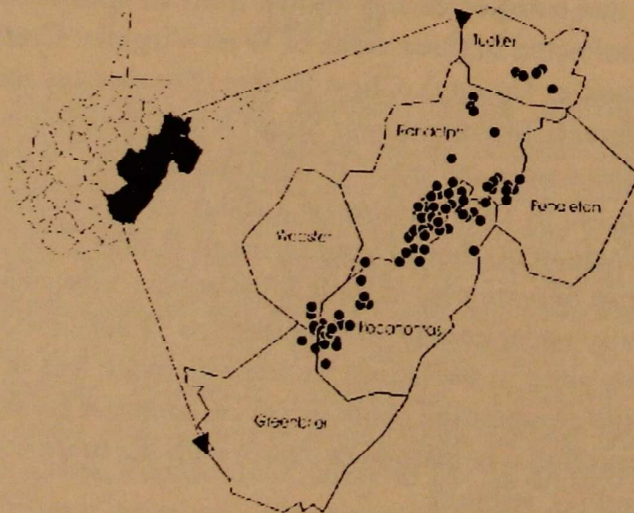 Tucker
Randolph
Pendleton
Webster
Pocahontas
Greenbrier